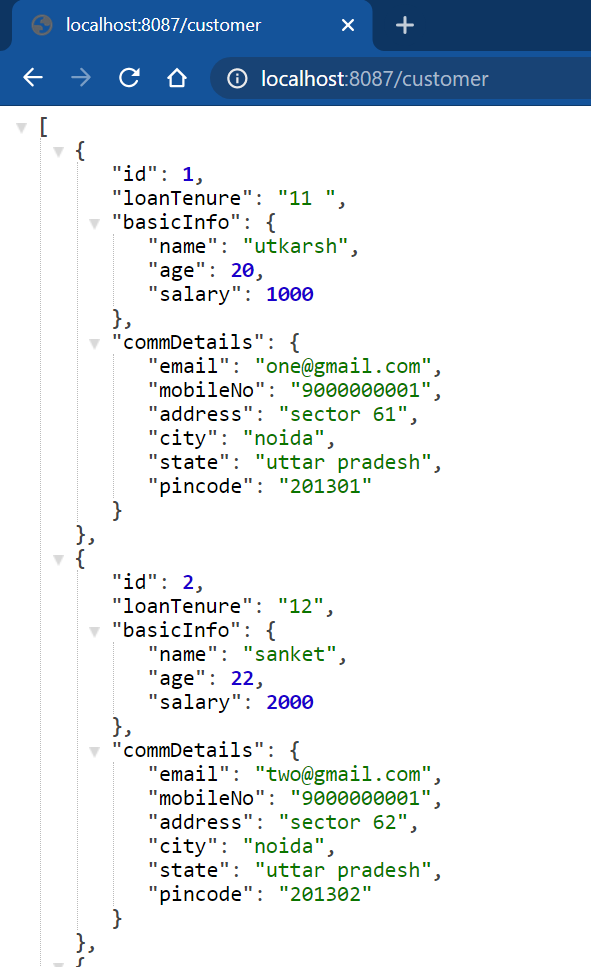 localhost:8087/customer
localhost:8087/customer
[
{
"id": 1,
"loanTenure": "11 ",
"basicInfo": {
"name": "utkarsh",
"age": 20,
"salary": 1000
},
"commDetails": {
"email": "one@gmail.com",
"mobileNo": "9000000001",
"address": "sector 61",
"city": "noida",
"state": "uttar pradesh",
"pincode": "201301"
}
},
{
"id": 2,
"loanTenure": "12",
"basicInfo": {
"name": "sanket",
"age": 22,
"salary": 2000
},
"commDetails": {
"email": "two@gmail.com",
"mobileNo": "9000000001",
"address": "sector 62",
"city": "noida",
"state": "uttar pradesh",
"pincode": "201302"
}
},
{